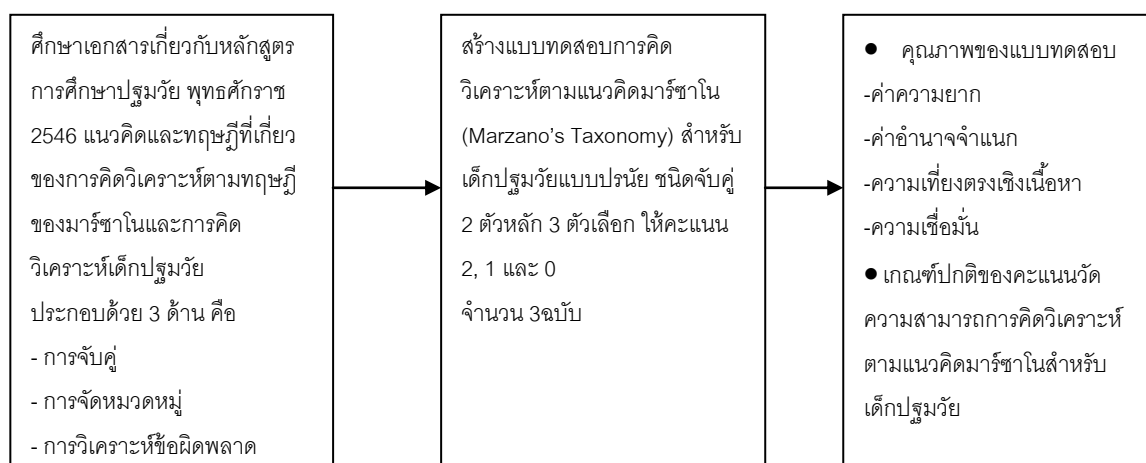 ศึกษาเอกสารเกี่ยวกับหลักสูตร
การศึกษาปฐมวัย พุทธศักราช
2546 แนวคิดและทฤษฎีที่เกี่ยว
ของการคิดวิเคราะห์ตามทฤษฎี
ของมาร์ซาโนและการคิด
วิเคราะห์เด็กปฐมวัย
ประกอบด้วย 3 ด้าน คือ
- การจับคู่
- การจัดหมวดหมู่
- การวิเคราะห์ข้อผิดพลาด
สร้างแบบทดสอบการคิด
วิเคราะห์ตามแนวคิดมาร์ซาโน
(Marzano's Taxonomy) สำหรับ
เด็กปฐมวัยแบบปรนัย ชนิดจับคู่
2 ตัวหลัก 3 ตัวเลือก ให้คะแนน
2, 1 และ 0
จำนวน 3ฉบับ
● คุณภาพของแบบทดสอบ
-ค่าความยาก
-ค่าอำนาจจำแนก
-ความเที่ยงตรงเชิงเนื้อหา
-ความเชื่อมั่น
● เกณฑ์ปกติของคะแนนวัด
ความสามารถการคิดวิเคราะห์
ตามแนวคิดมาร์ซาโนสำหรับ
เด็กปฐมวัย